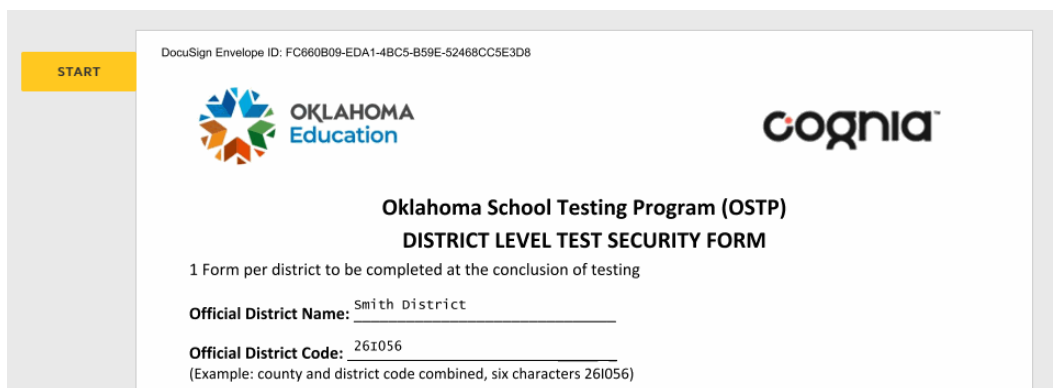 DocuSign Envelope ID: FC660B09-EDA1-4BC5-B59E-52468CC5E3D8
START
OKLAHOMA
Education
cognia™
Oklahoma School Testing Program (OSTP)
DISTRICT LEVEL TEST SECURITY FORM
1 Form per district to be completed at the conclusion of testing
Official District Name: Smith District
Official District Code: 26I056
(Example: county and district code combined, six characters 26I056)